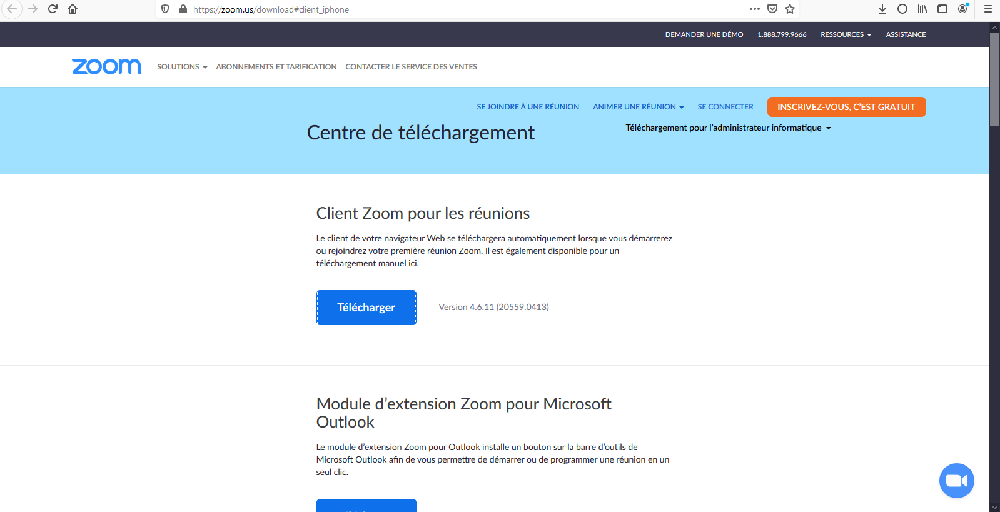 https://zoom.us/download#client_iphone
DEMANDER UNE DÉMO 1.888.799.9666 RESSOURCES ASSISTANCE
zoom SOLUTIONS ABONNEMENTS ET TARIFICATION CONTACTER LE SERVICE DES VENTES
SE JOINDRE À UNE RÉUNION ANIMER UNE RÉUNION SE CONNECTER INSCRIVEZ-VOUS, C’EST GRATUIT
Centre de téléchargement
Téléchargement pour l’administrateur informatique
Client Zoom pour les réunions
Le client de votre navigateur Web se téléchargera automatiquement lorsque vous démarrerez
ou rejoindrez votre première réunion Zoom. Il est également disponible pour un
téléchargement manuel ici.
Télécharger Version 4.6.11 (20559.0413)
Module d’extension Zoom pour Microsoft
Outlook
Le module d’extension Zoom pour Outlook installe un bouton sur la barre d’outils de
Microsoft Outlook afin de vous permettre de démarrer ou de programmer une réunion en un
seul clic.